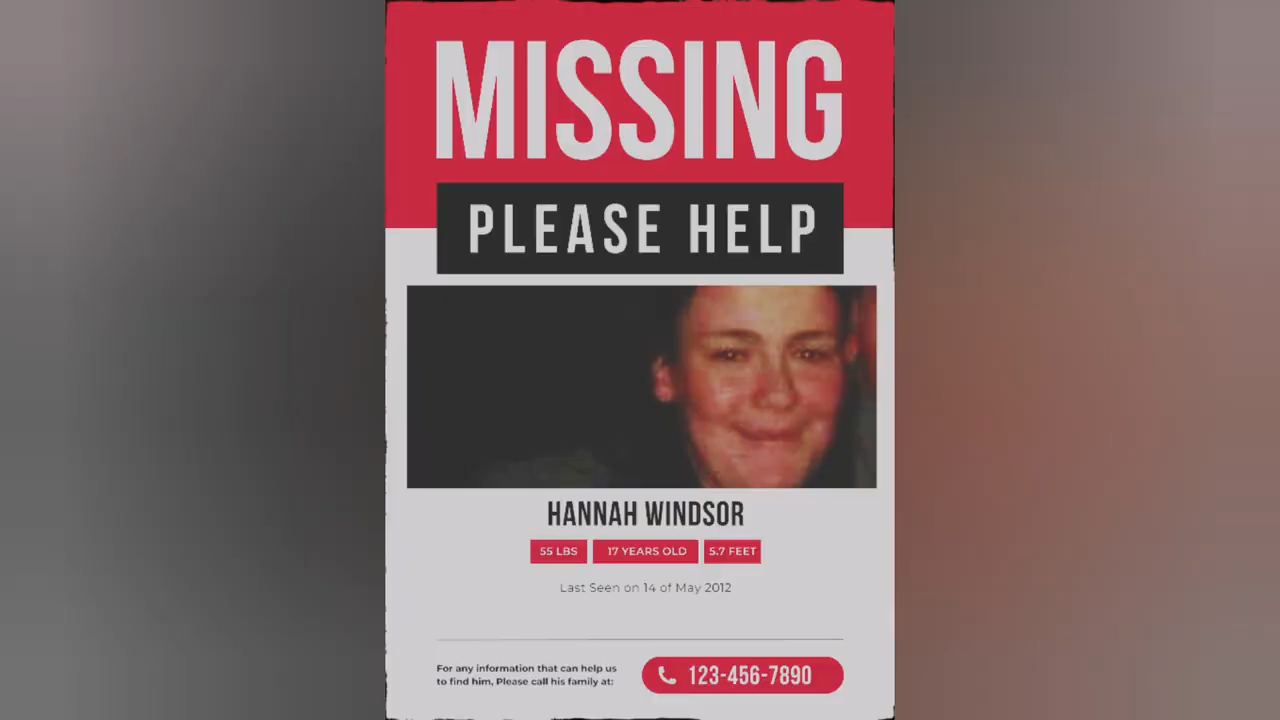 MISSING
PLEASE HELP
HANNAH WINDSOR
55 LBS 17 YEARS OLD 5.7 FEET
Last Seen on 14 of May 2012
For any information that can help us
to find him, Please call his family at:
123-456-7890